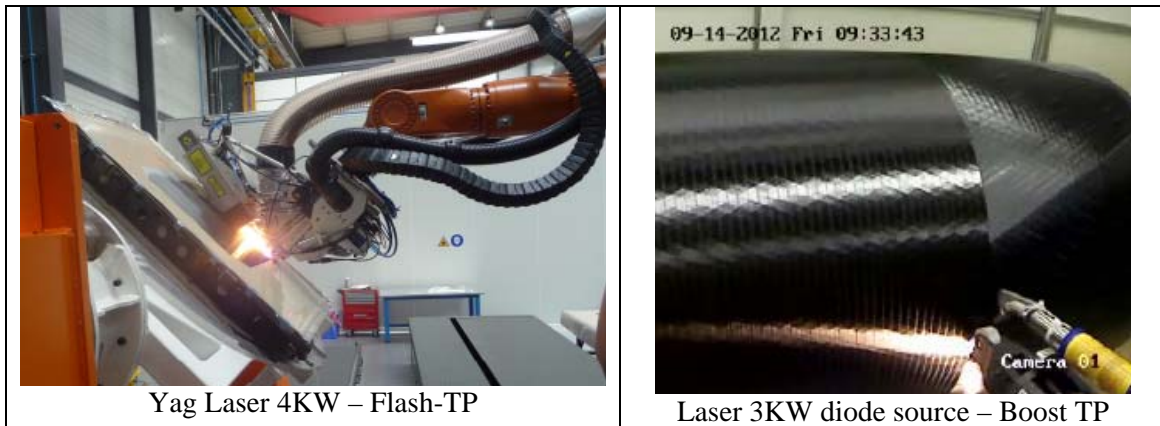 09-14-2012 Fri 09:33:43
Camera 01
Yag Laser 4KW – Flash-TP
Laser 3KW diode source – Boost TP